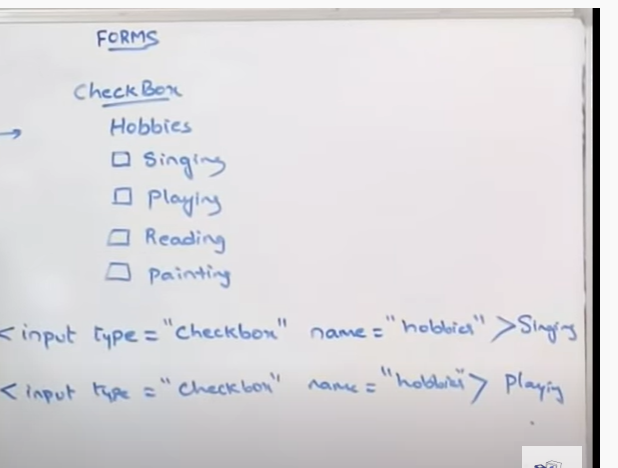 FORMS
CheckBox
Hobbies
Singing
Playing
Reading
painting
<input type="Checkbox" name="hobbies">Singing
<input type="checkbox" name="hobbies"> Playing